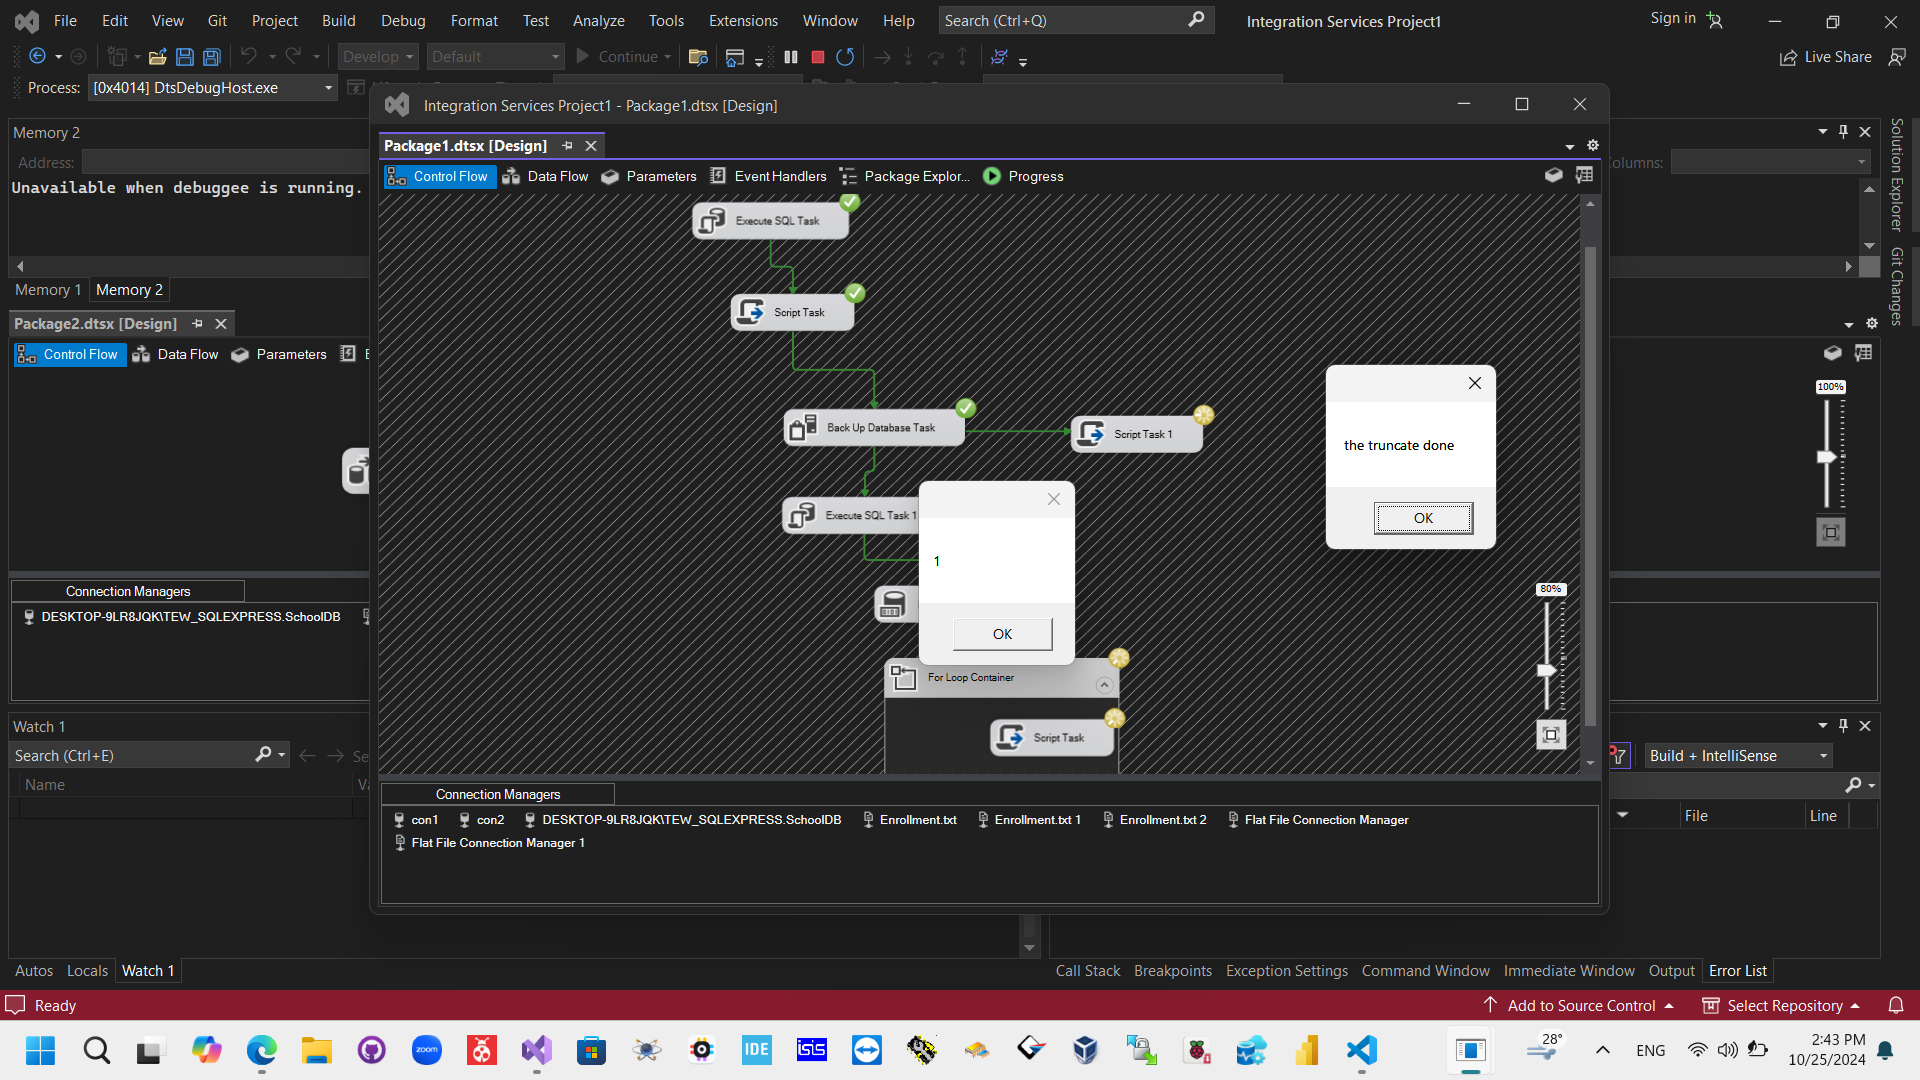 File Edit View Git Project Build Debug Format Test Analyze Tools Extensions Window Help Search (Ctrl+Q) Integration Services Project1 Sign in
Develop Default Continue Live Share
Process: [0x4014] DtsDebugHost.exe
Integration Services Project1 - Package1.dtsx [Design]
Memory 2
Package1.dtsx [Design]
Address:
Control Flow Data Flow Parameters Event Handlers Package Explor... Progress
Unavailable when debuggee is running.
Solution Explorer
Git Changes
Execute SQL Task
Memory 1 Memory 2
Script Task
Package2.dtsx [Design]
Control Flow Data Flow Parameters E
100%
Back Up Database Task
Script Task 1
the truncate done
OK
Execute SQL Task 1
1
OK
80%
Connection Managers
DESKTOP-9LR8JQK\TEW_SQLEXPRESS.SchoolDB
For Loop Container
Script Task
Watch 1
Search (Ctrl+E)
Build + IntelliSense
Name
File Line
Connection Managers
con1 con2 DESKTOP-9LR8JQK\TEW_SQLEXPRESS.SchoolDB Enrollment.txt Enrollment.txt 1 Enrollment.txt 2 Flat File Connection Manager
Flat File Connection Manager 1
Autos Locals Watch 1
Call Stack Breakpoints Exception Settings Command Window Immediate Window Output Error List
Ready
Add to Source Control Select Repository
zoom
IDE
isis
28°
ENG
2:43 PM
10/25/2024